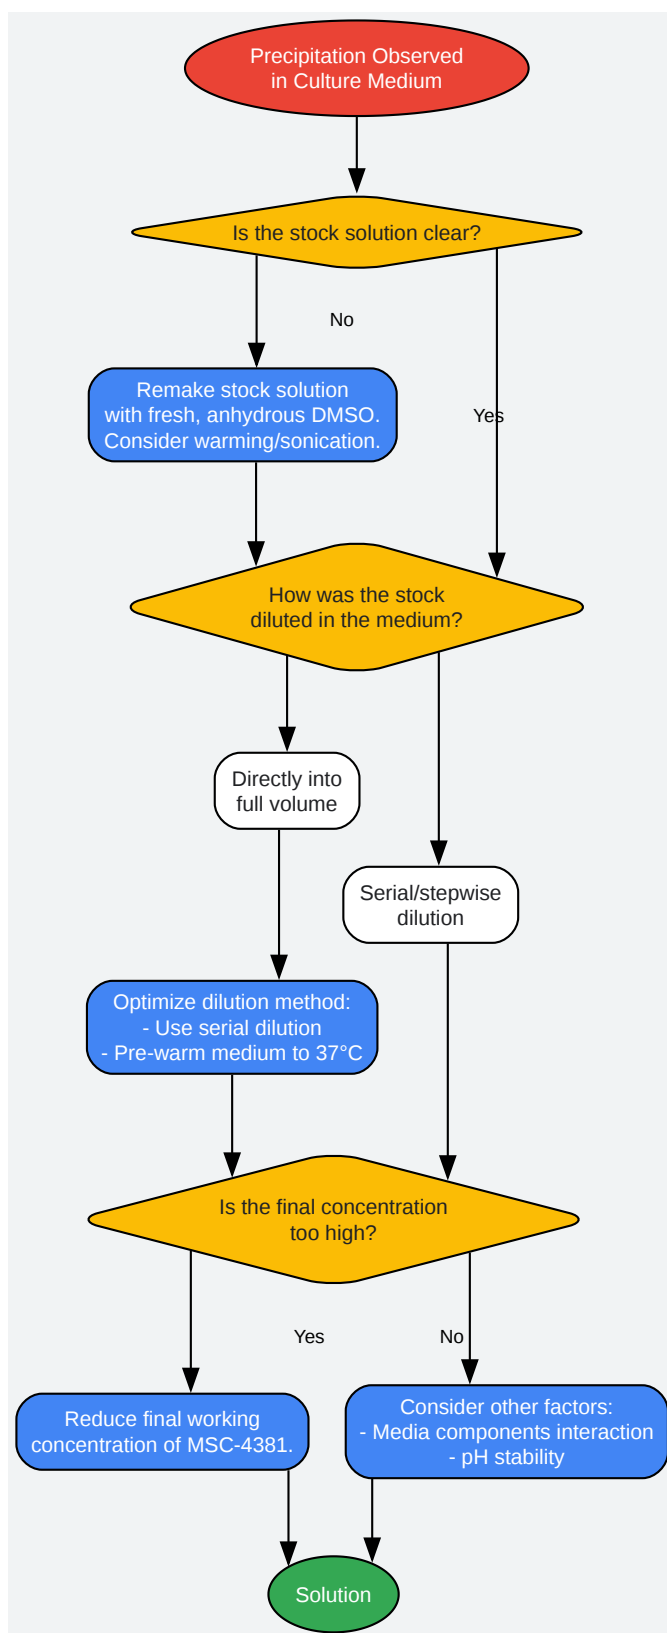 Precipitation Observed
in Culture Medium
Is the stock solution clear?
No
Remake stock solution
with fresh, anhydrous DMSO.
Consider warming/sonication.
Yes
How was the stock
diluted in the medium?
Directly into
full volume
Serial/stepwise
dilution
Optimize dilution method:
- Use serial dilution
- Pre-warm medium to 37°C
Is the final concentration
too high?
Yes
No
Reduce final working
concentration of MSC-4381.
Consider other factors:
- Media components interaction
- pH stability
Solution